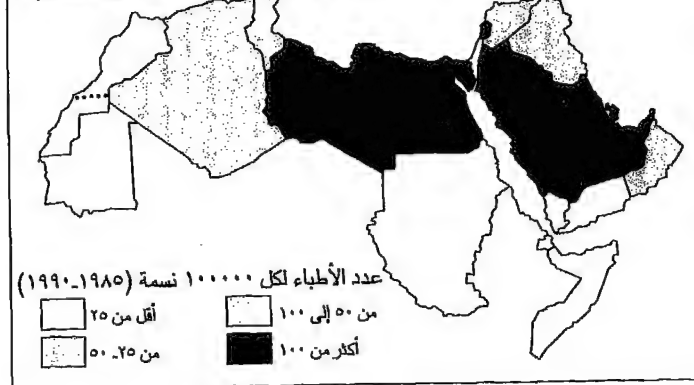 عدد الأطباء لكل ١٠٠٠٠٠ نسمة (١٩٨٥-١٩٩٠)
أقل من ٢٥
من ٥٠ إلى ١٠٠
من ٢٥- ٥٠
أكثر من ١٠٠